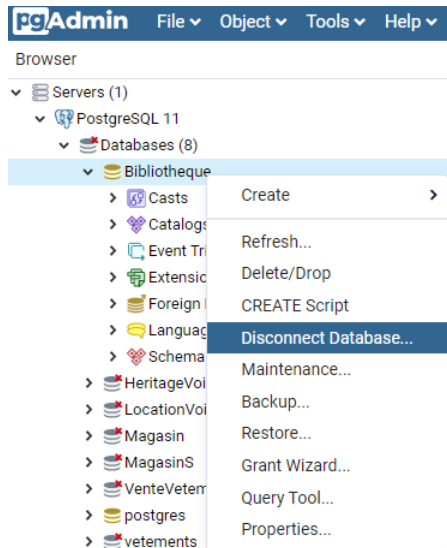 pgAdmin File Object Tools Help
Browser
Servers (1)
PostgreSQL 11
Databases (8)
Bibliotheque
Casts
Catalogs
Event Tri
Extensic
Foreign
Languag
Schema
HeritageVoi
LocationVoi
Magasin
MagasinS
VenteVetem
postgres
vetements
Create
Refresh...
Delete/Drop
CREATE Script
Disconnect Database...
Maintenance...
Backup...
Restore...
Grant Wizard...
Query Tool...
Properties...